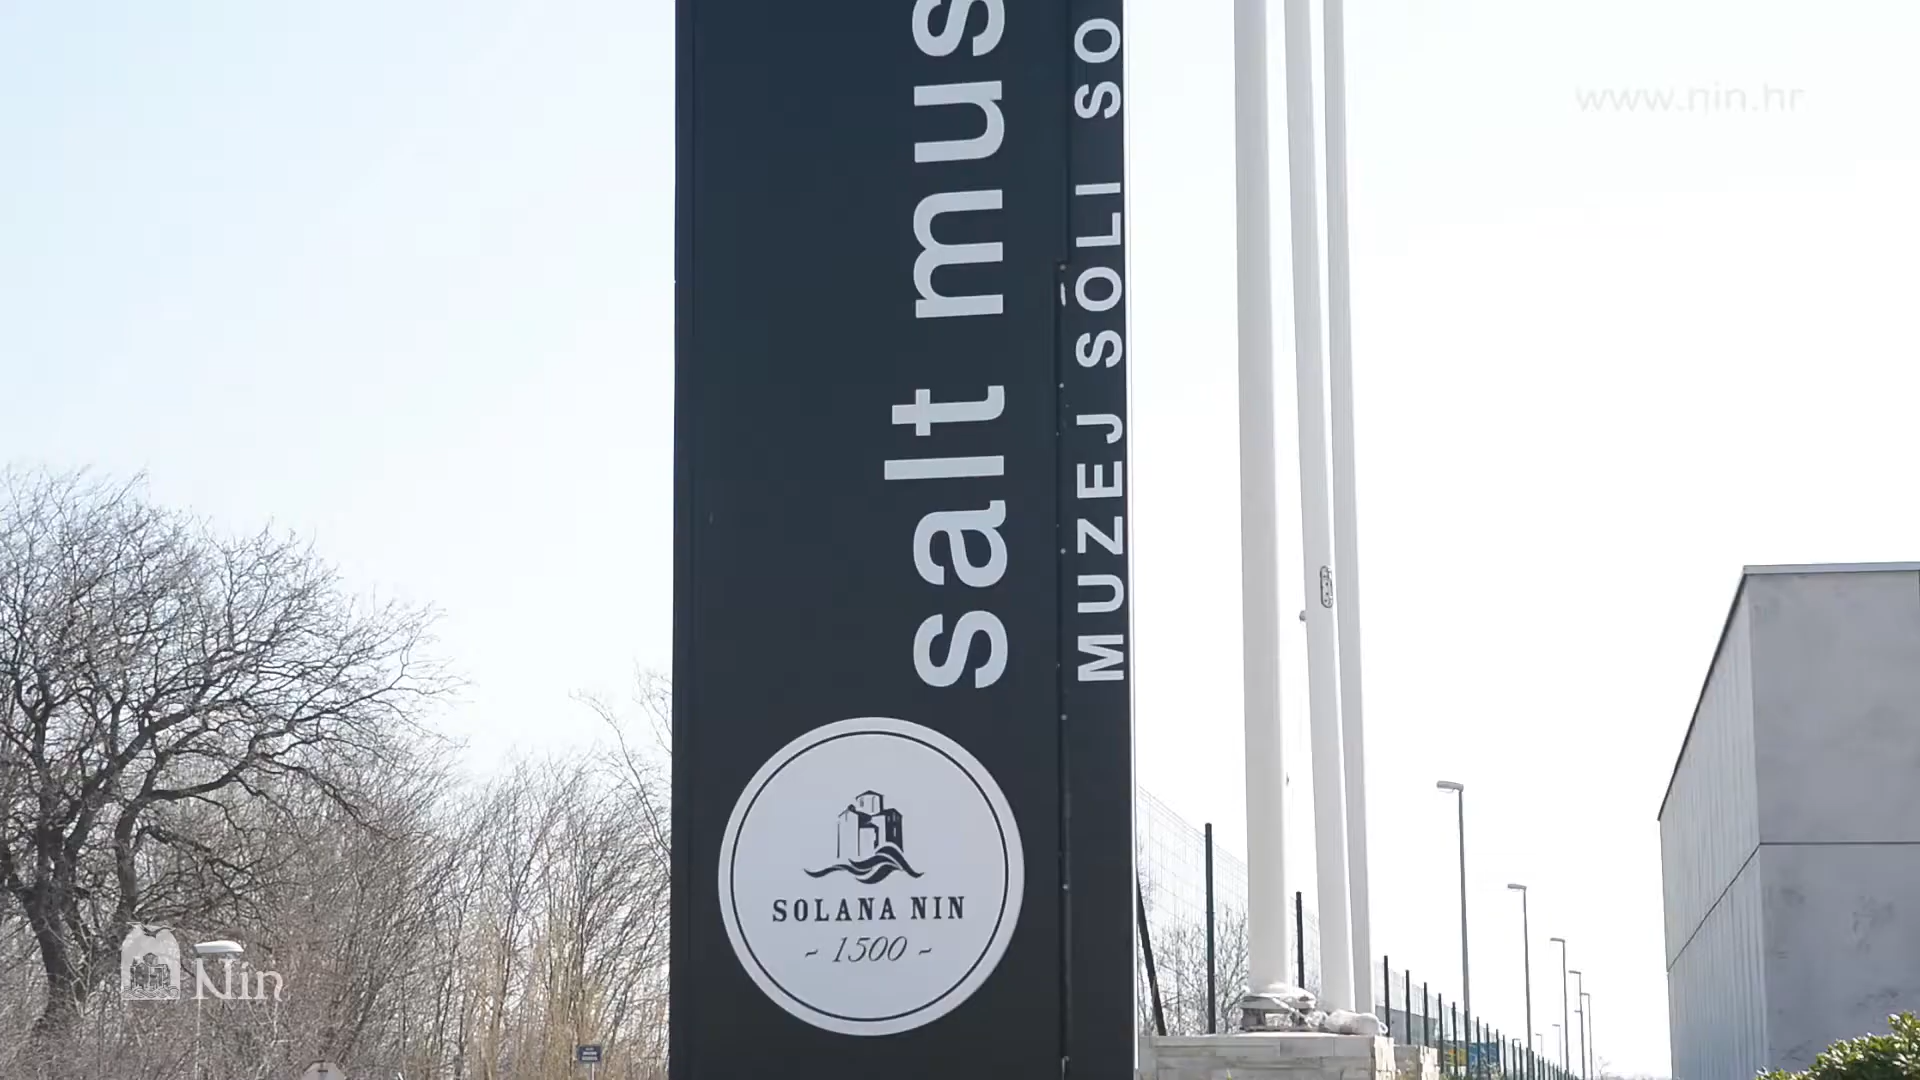 www.nin.hr
salt mus
MUZEJ SOLI SO
SOLANA NIN
~ 1500 ~
Nin